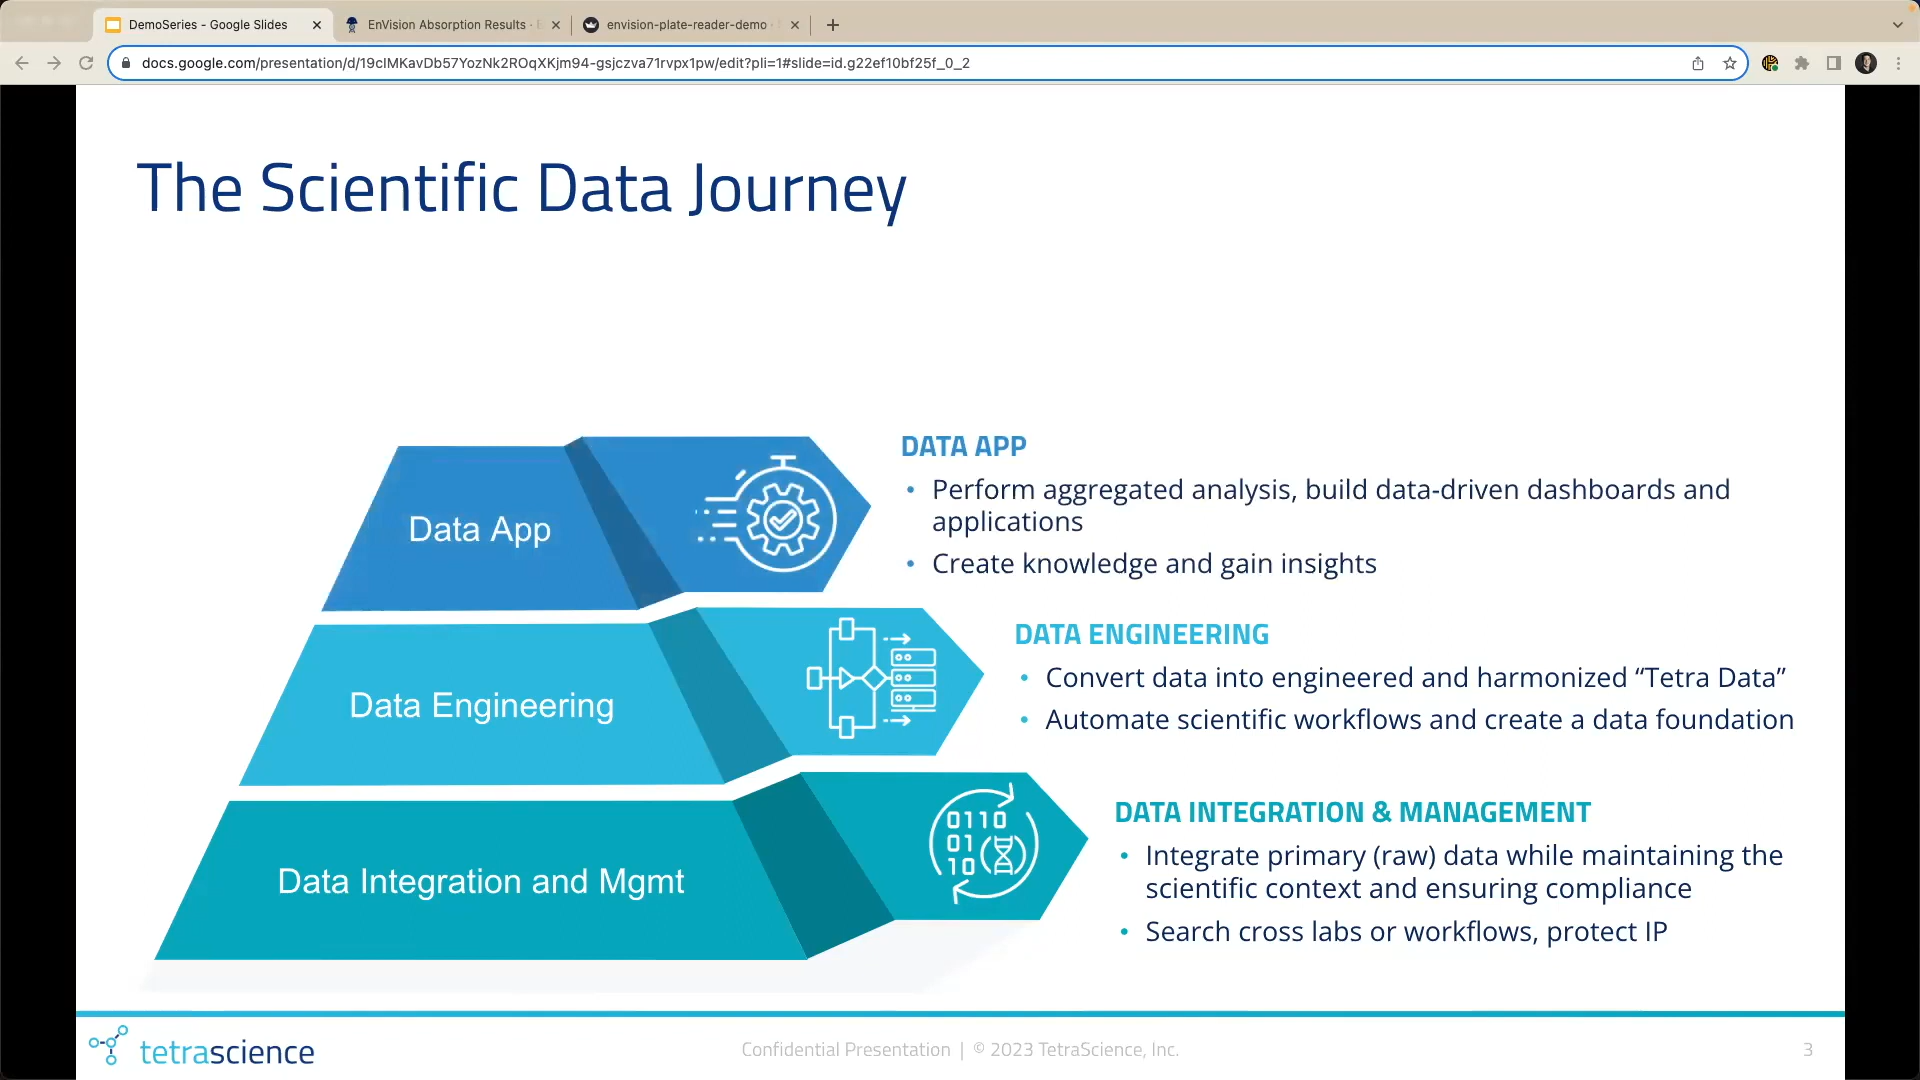 DemoSeries - Google Slides
EnVision Absorption Results ·
envision-plate-reader-demo ·
docs.google.com/presentation/d/19clMKavDb57YozNk2ROqXKjm94-gsjczva71rvpx1pw/edit?pli=1#slide=id.g22ef10bf25f_0_2
The Scientific Data Journey
Data App
DATA APP
• Perform aggregated analysis, build data-driven dashboards and
applications
• Create knowledge and gain insights
Data Engineering
DATA ENGINEERING
• Convert data into engineered and harmonized “Tetra Data”
• Automate scientific workflows and create a data foundation
Data Integration and Mgmt
0110
01
10
DATA INTEGRATION & MANAGEMENT
• Integrate primary (raw) data while maintaining the
scientific context and ensuring compliance
• Search cross labs or workflows, protect IP
tetrascience
Confidential Presentation | © 2023 TetraScience, Inc.
3